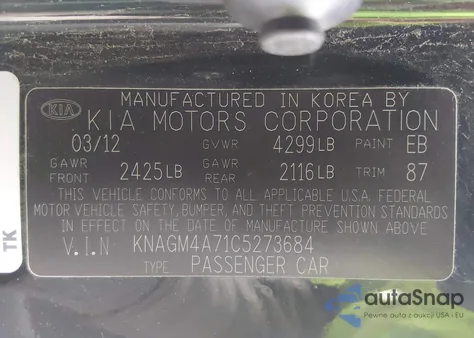 KIA
MANUFACTURED IN KOREA BY
KIA MOTORS CORPORATION
03/12 GVWR 4299LB PAINT EB
GAWR FRONT 2425LB GAWR REAR 2116LB TRIM 87
THIS VEHICLE CONFORMS TO ALL APPLICABLE U.S.A. FEDERAL
MOTOR VEHICLE SAFETY, BUMPER, AND THEFT PREVENTION STANDARDS
IN EFFECT ON THE DATE OF MANUFACTURE SHOWN ABOVE
V.I.N KNAGM4A71C5273684
TYPE PASSENGER CAR
TK
autaSnap
Pewne auta z USA i EU